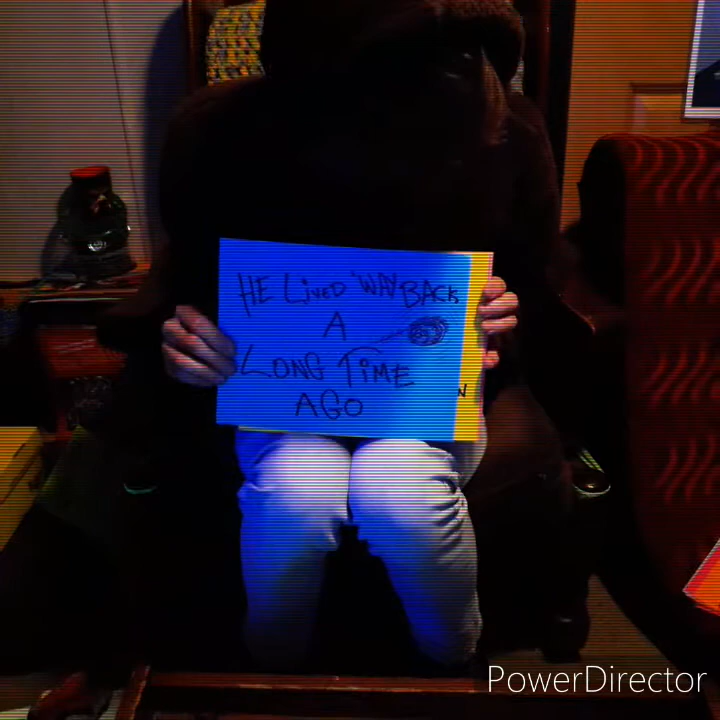 HE LiveD 'WAY BACK
A
LONG TiME
AGO
N
PowerDirector